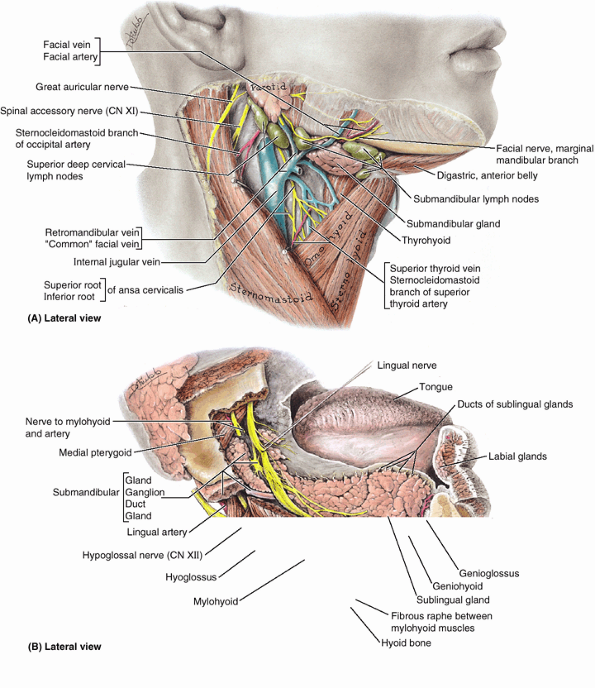 Facial vein
Facial artery
Great auricular nerve
Spinal accessory nerve (CN XI)
Sternocleidomastoid branch
of occipital artery
Superior deep cervical
lymph nodes
Retromandibular vein
"Common" facial vein
Internal jugular vein
Superior root
Inferior root
of ansa cervicalis
Parotid
Omohyoid
Sternohyoid
Sternomastoid
Facial nerve, marginal
mandibular branch
Digastric, anterior belly
Submandibular lymph nodes
Submandibular gland
Thyrohyoid
Superior thyroid vein
Sternocleidomastoid
branch of superior
thyroid artery
(A) Lateral view
Lingual nerve
Tongue
Ducts of sublingual glands
Labial glands
Nerve to mylohyoid
and artery
Medial pterygoid
Submandibular
Gland
Ganglion
Duct
Gland
Lingual artery
Hypoglossal nerve (CN XII)
Hyoglossus
Mylohyoid
Genioglossus
Geniohyoid
Sublingual gland
Fibrous raphe between
mylohyoid muscles
Hyoid bone
(B) Lateral view